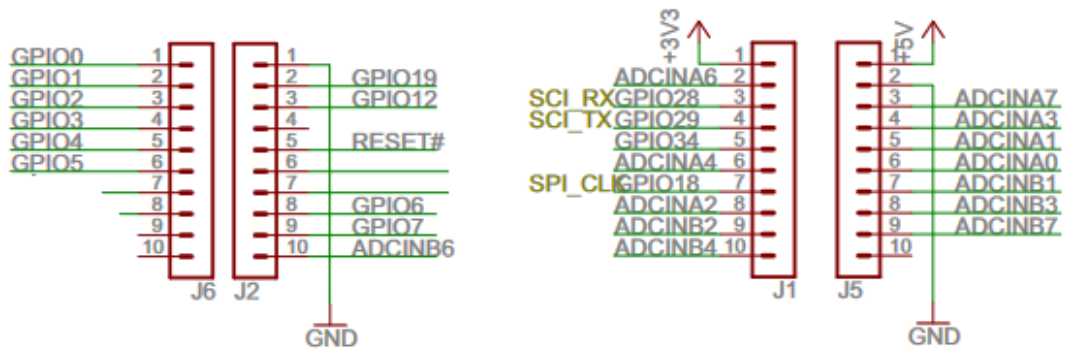 GPIO0 1
GPIO1 2
GPIO2 3
GPIO3 4
GPIO4 5
GPIO5 6
7
8
9
10
J6
1
2 GPIO19
3 GPIO12
4
5 RESET#
6
7
8 GPIO6
9 GPIO7
10 ADCINB6
J2
GND
+3V3
1
ADCINA6 2
SCI_RX GPIO28 3
SCI_TX GPIO29 4
GPIO34 5
ADCINA4 6
SPI_CLK GPIO18 7
ADCINA2 8
ADCINB2 9
ADCINB4 10
J1
+5V
1
2
3 ADCINA7
4 ADCINA3
5 ADCINA1
6 ADCINA0
7 ADCINB1
8 ADCINB3
9 ADCINB7
10
J5
GND